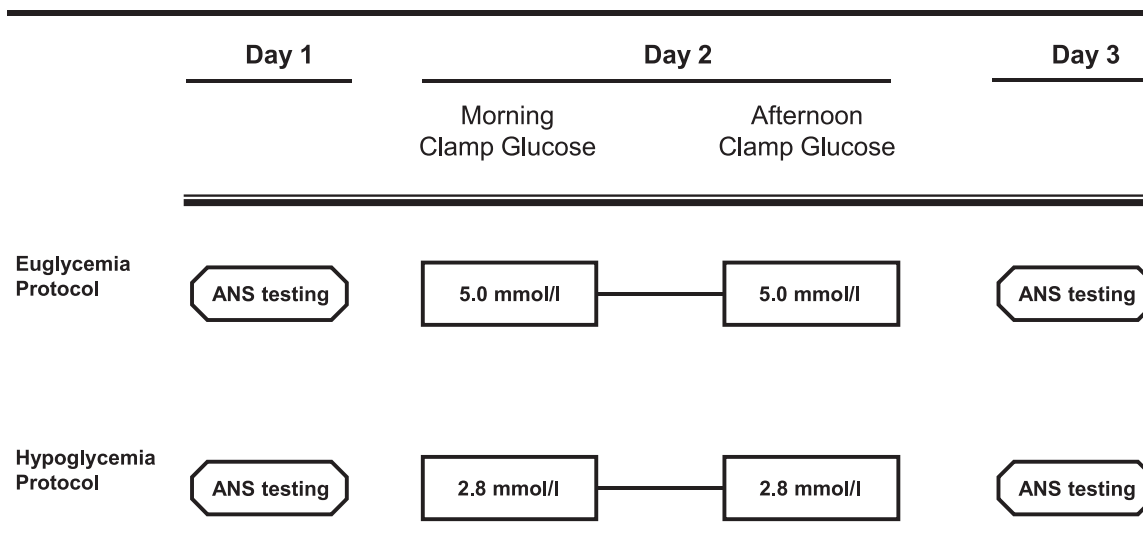 Day 1 Day 2 Day 3
Morning Afternoon
Clamp Glucose Clamp Glucose
Euglycemia
Protocol
ANS testing 5.0 mmol/l 5.0 mmol/l ANS testing
Hypoglycemia
Protocol
ANS testing 2.8 mmol/l 2.8 mmol/l ANS testing